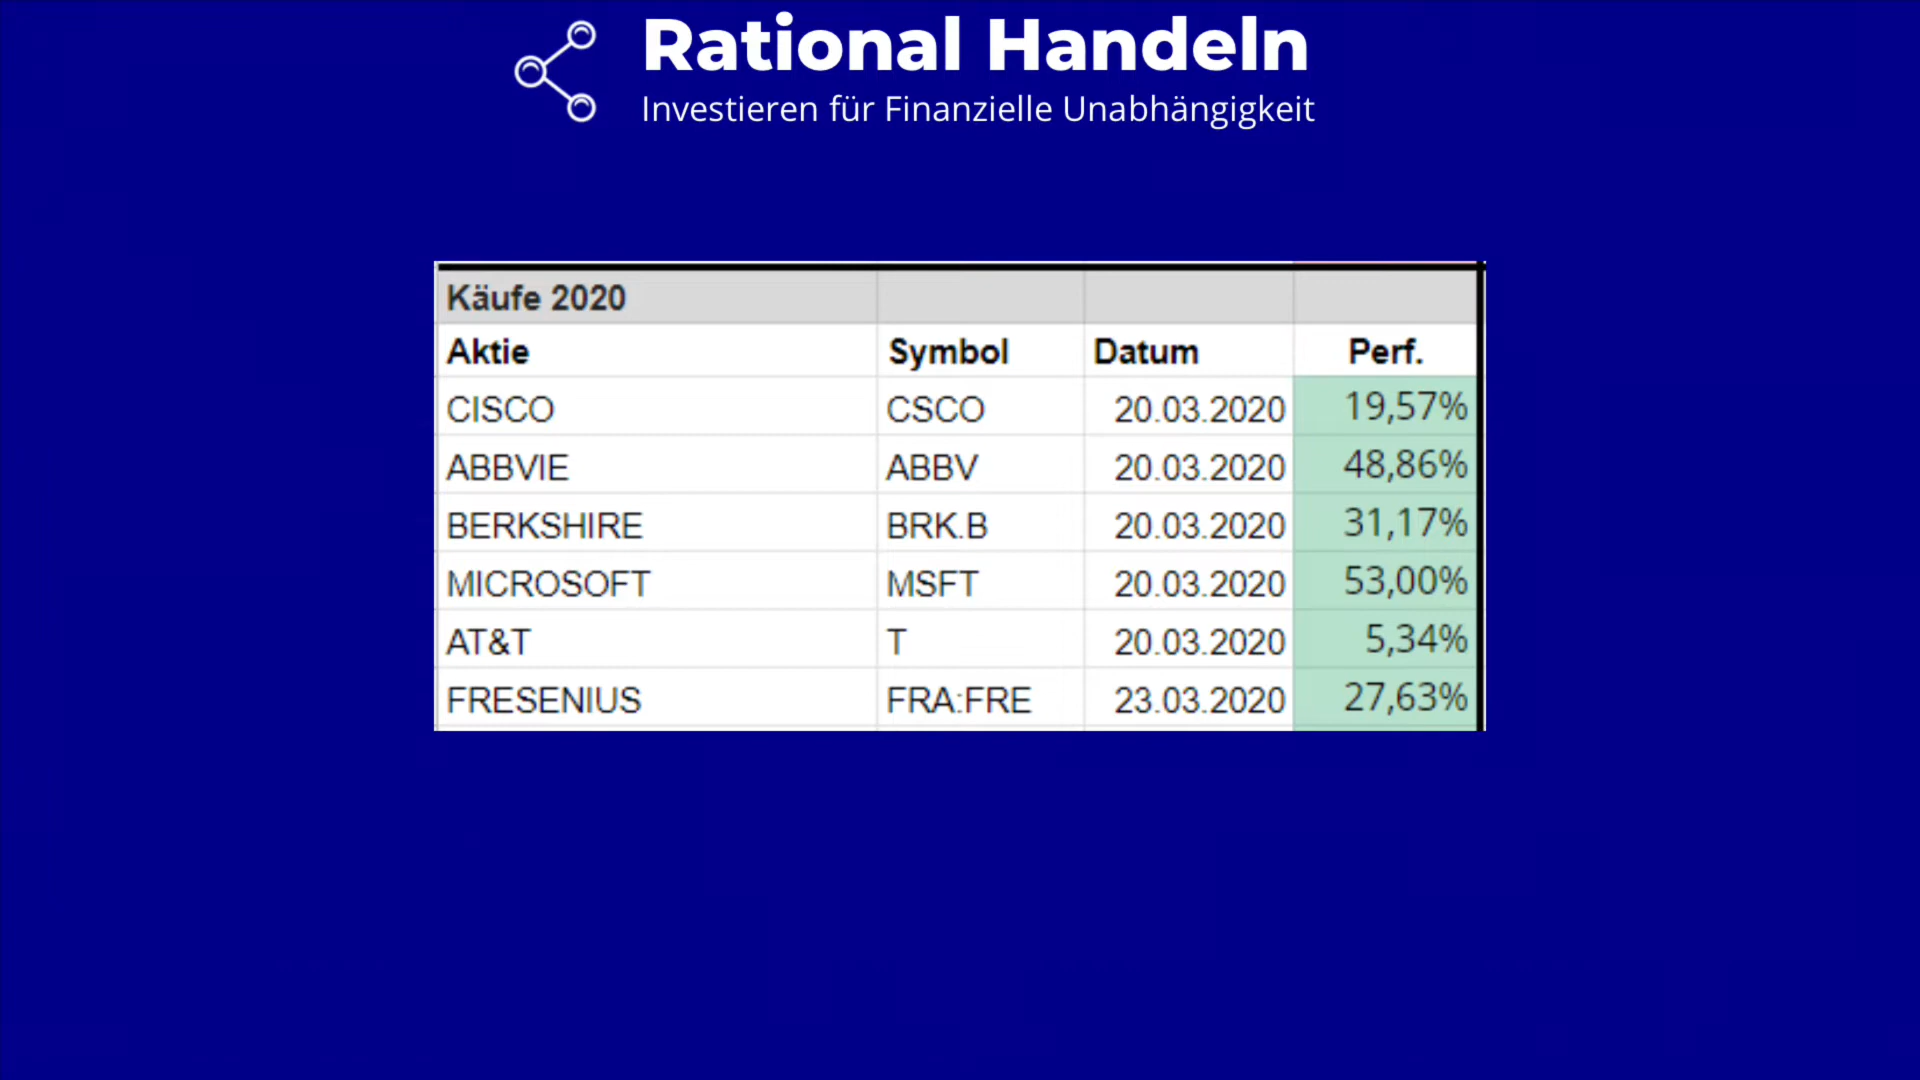 Rational Handeln
Investieren für Finanzielle Unabhängigkeit
Käufe 2020
Aktie Symbol Datum Perf.
CISCO CSCO 20.03.2020 19,57%
ABBVIE ABBV 20.03.2020 48,86%
BERKSHIRE BRK.B 20.03.2020 31,17%
MICROSOFT MSFT 20.03.2020 53,00%
AT&T T 20.03.2020 5,34%
FRESENIUS FRA:FRE 23.03.2020 27,63%